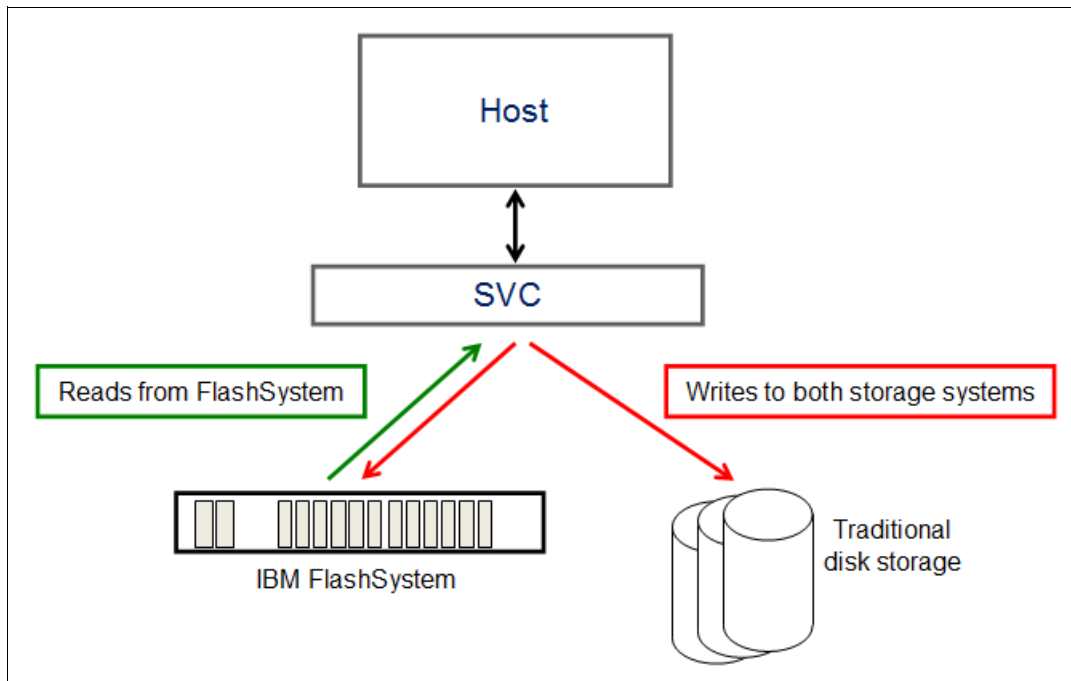 Host
SVC
Reads from FlashSystem
Writes to both storage systems
IBM FlashSystem
Traditional
disk storage